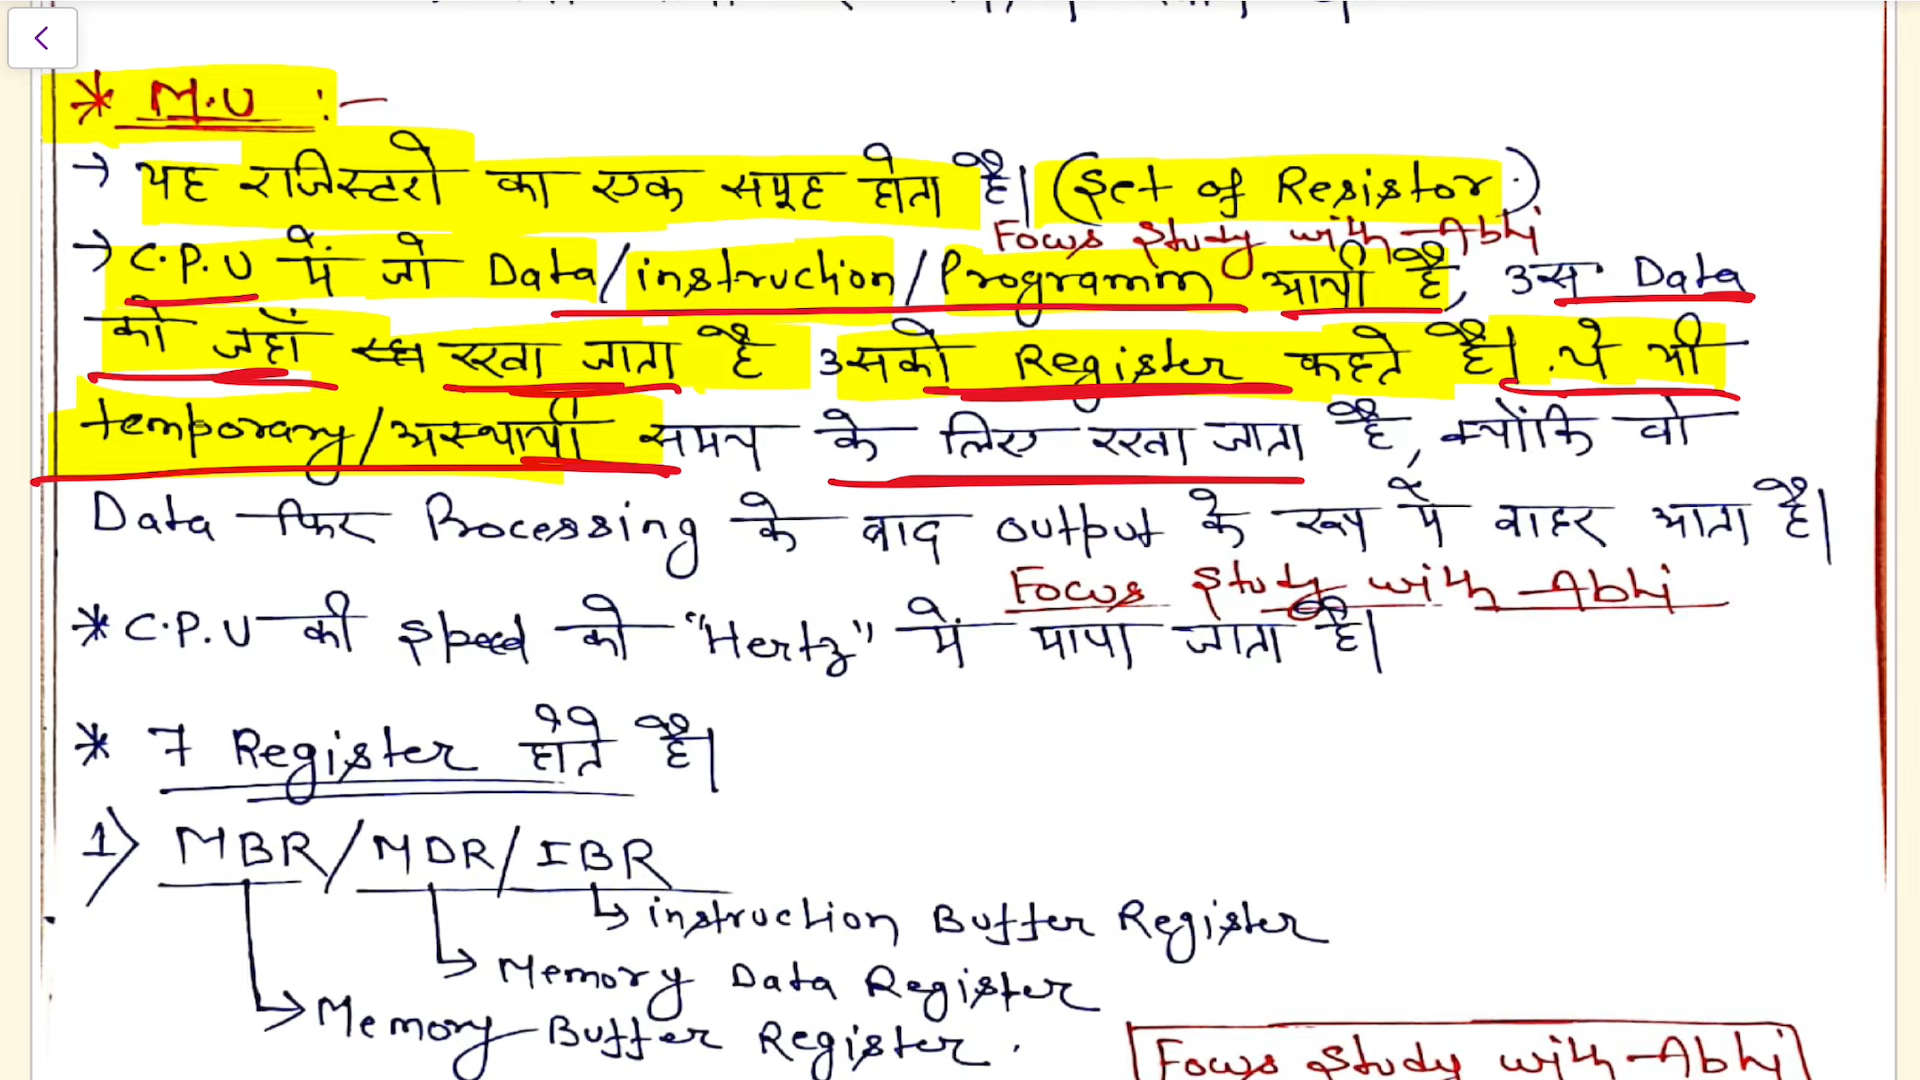 * M.U :-
→ यह राजिस्टरो का एक समूह होता है। (Set of Resistor.)
Focus Study with Abhi
→ C.P.U में जो Data/instruction/Programm आती है, उस Data
को जहाँ रखा जाता है उसको Register कहते है। ये भी
temporary/अस्थायी समय के लिए रखा जाता है, क्योंकि वो
Data फिर Processing के बाद output के रूप में बाहर आता है।
Focus Study with Abhi
* C.P.U की Speed को "Hertz" में मापा जाता है।
* 7 Register होते है।
1) MBR/MDR/IBR
↳ instruction Buffer Register
↳ Memory Data Register
↳ Memory Buffer Register.
Focus Study with Abhi